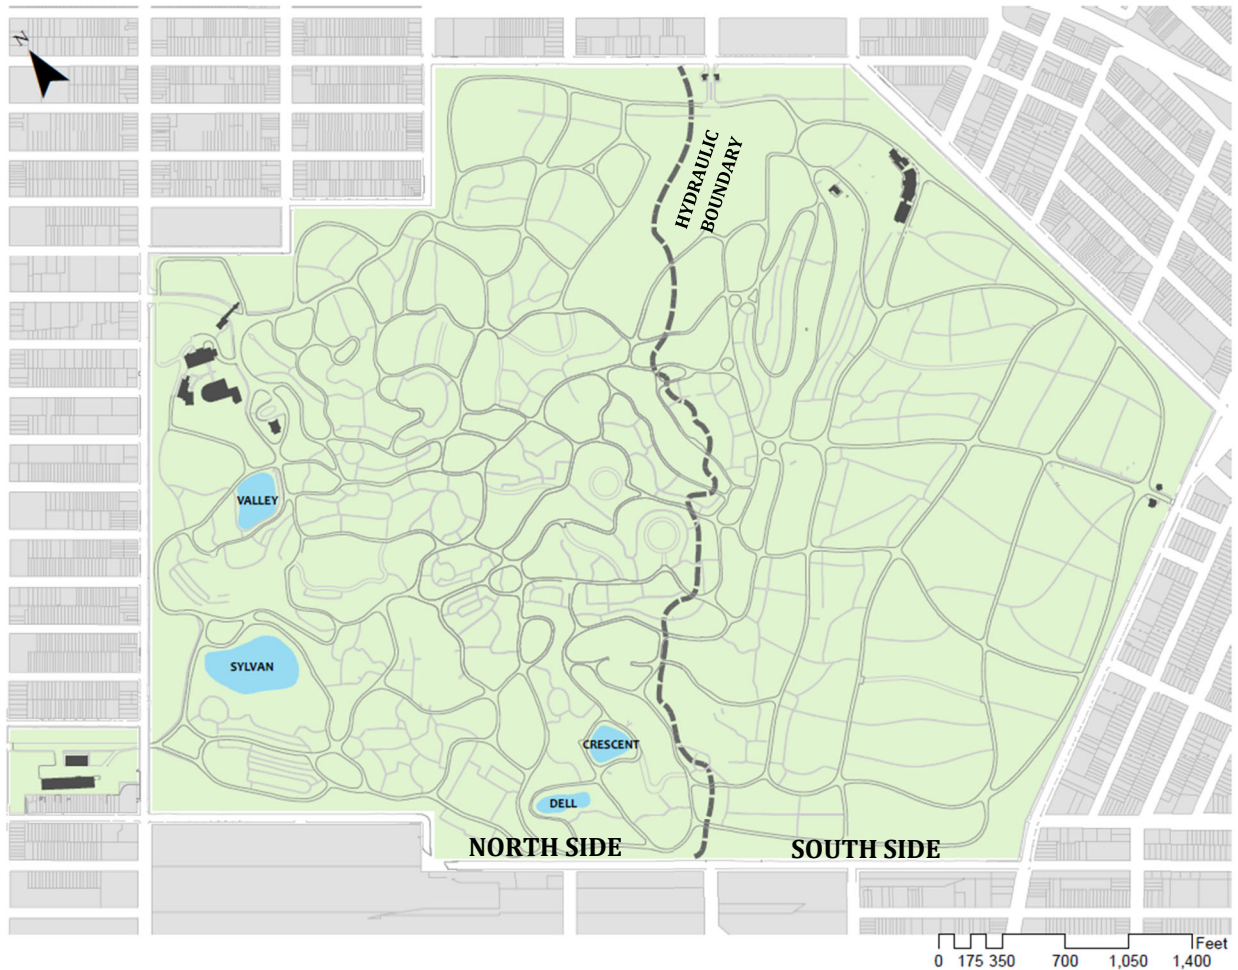 N
HYDRAULIC
BOUNDARY
VALLEY
SYLVAN
CRESCENT
DELL
NORTH SIDE
SOUTH SIDE
Feet
0 175 350 700 1,050 1,400